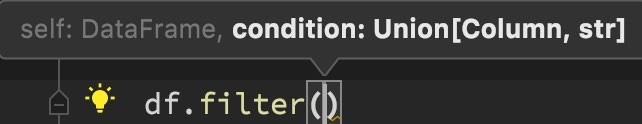 self: DataFrame, condition: Union[Column, str]
df.filter()